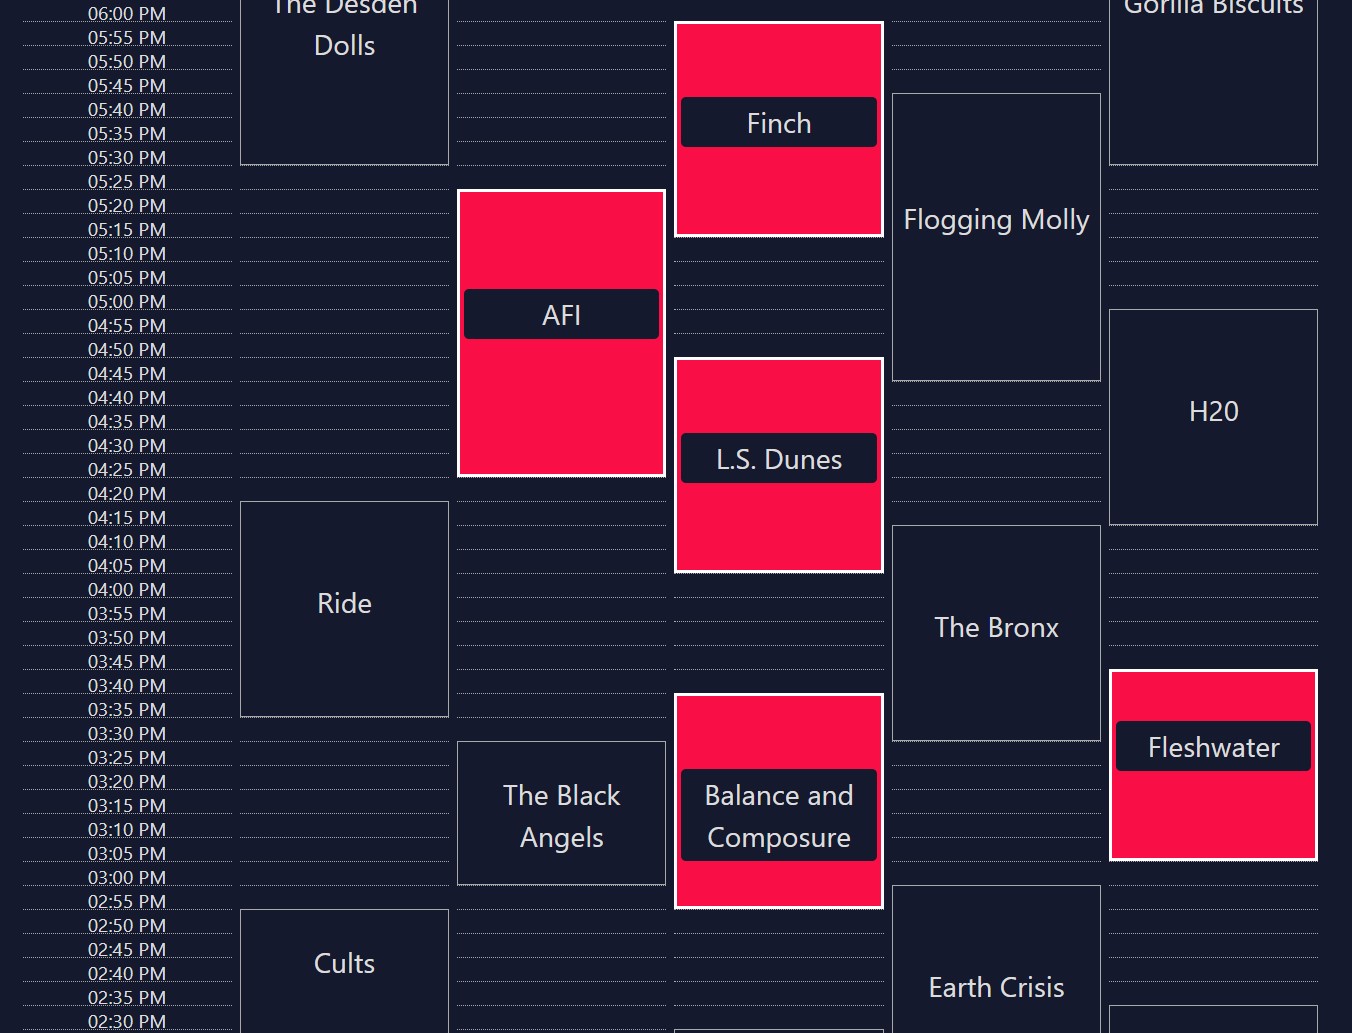 06:00 PM
05:55 PM
05:50 PM
05:45 PM
05:40 PM
05:35 PM
05:30 PM
05:25 PM
05:20 PM
05:15 PM
05:10 PM
05:05 PM
05:00 PM
04:55 PM
04:50 PM
04:45 PM
04:40 PM
04:35 PM
04:30 PM
04:25 PM
04:20 PM
04:15 PM
04:10 PM
04:05 PM
04:00 PM
03:55 PM
03:50 PM
03:45 PM
03:40 PM
03:35 PM
03:30 PM
03:25 PM
03:20 PM
03:15 PM
03:10 PM
03:05 PM
03:00 PM
02:55 PM
02:50 PM
02:45 PM
02:40 PM
02:35 PM
02:30 PM
The Desden
Dolls
Ride
Cults
AFI
The Black
Angels
Finch
L.S. Dunes
Balance and
Composure
Flogging Molly
The Bronx
Earth Crisis
Gorilla Biscuits
H20
Fleshwater